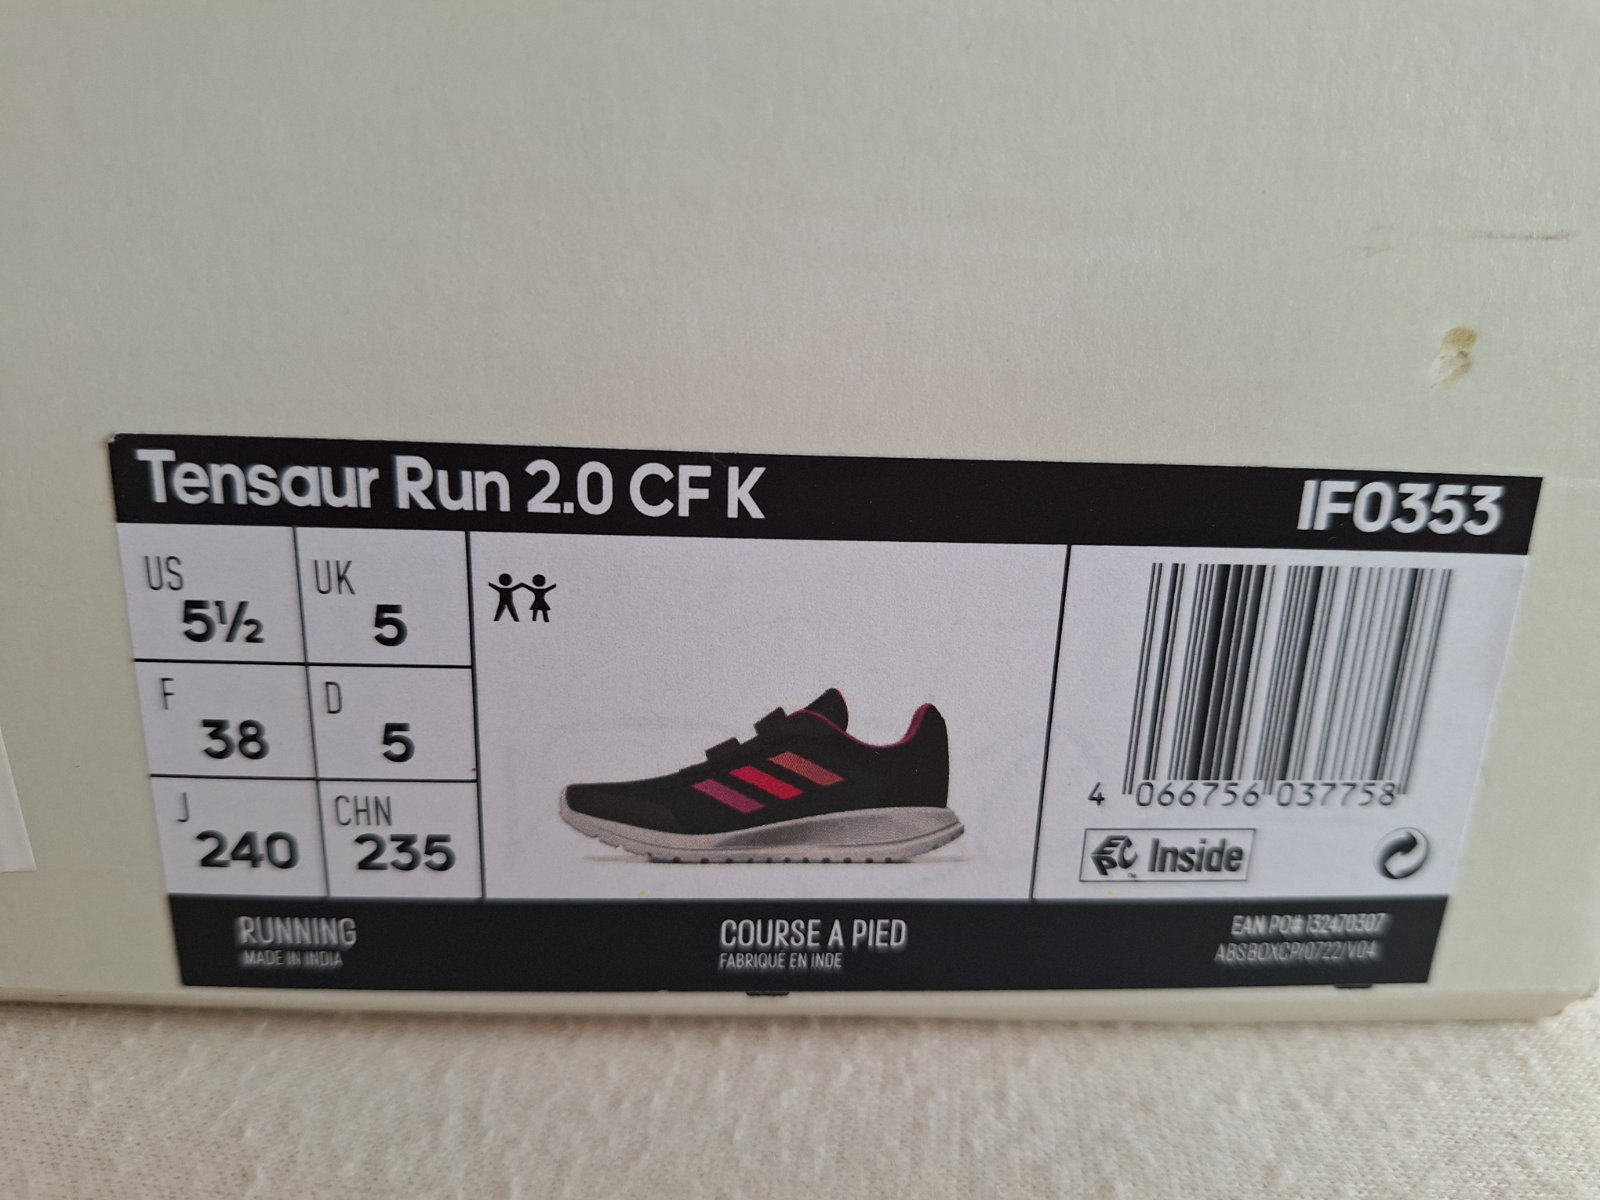 Tensaur Run 2.0 CF K
IF0353
US
5½
UK
5
F
38
D
5
J
240
CHN
235
4 066756 037758
EPC Inside
RUNNING
MADE IN INDIA
COURSE A PIED
FABRIQUÉ EN INDE
EAN PO# 132470307
ABSBOXCP/0722/V04